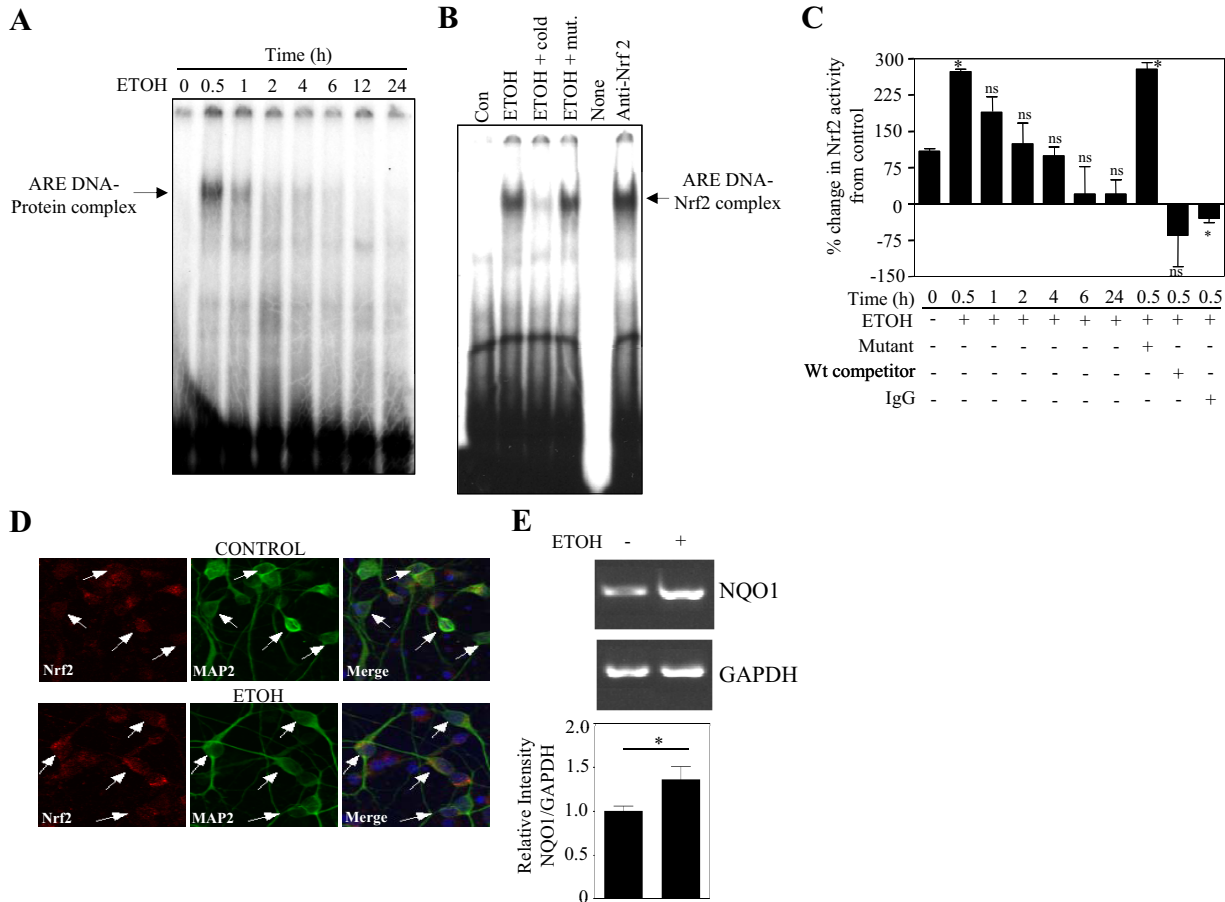 A
Time (h)
ETOH 0 0.5 1 2 4 6 12 24
ARE DNA-
Protein complex
B
Con
ETOH
ETOH + cold
ETOH + mut.
None
Anti-Nrf 2
ARE DNA-
Nrf2 complex
C
% change in Nrf2 activity
from control
300
225
150
75
0
-75
-150
* ns ns ns ns ns * ns *
Time (h) 0 0.5 1 2 4 6 24 0.5 0.5 0.5
ETOH - + + + + + + + + +
Mutant - - - - - - - + - -
Wt competitor - - - - - - - - + -
IgG - - - - - - - - - +
D
CONTROL
Nrf2 MAP2 Merge
ETOH
Nrf2 MAP2 Merge
E
ETOH - +
NQO1
GAPDH
Relative Intensity
NQO1/GAPDH
2.0
1.5
1.0
0.5
0
*